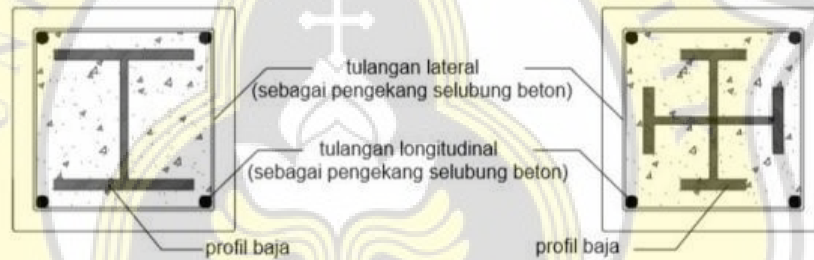 tulangan lateral
(sebagai pengekang selubung beton)
tulangan longitudinal
(sebagai pengekang selubung beton)
profil baja
profil baja